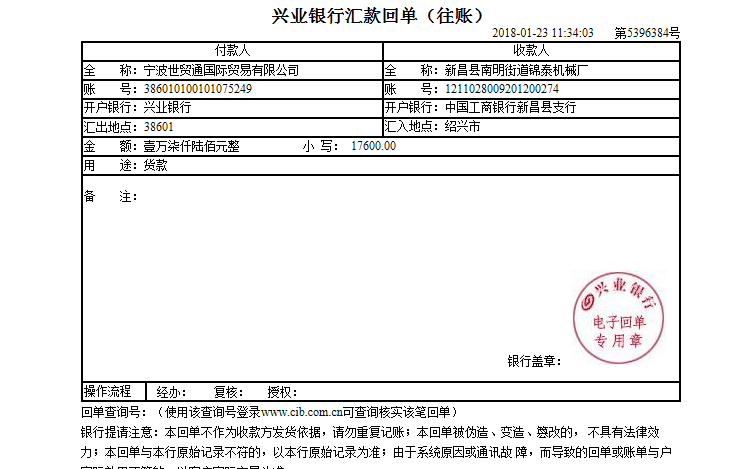 兴业银行汇款回单（往账）
2018-01-23 11:34:03 第5396384号
付款人 收款人
全 称：宁波世贸通国际贸易有限公司 全 称：新昌县南明街道锦泰机械厂
账 号：386010100101075249 账 号：1211028009201200274
开户银行：兴业银行 开户银行：中国工商银行新昌县支行
汇出地点：38601 汇入地点：绍兴市
金 额：壹万柒仟陆佰元整 小 写： 17600.00
用 途：货款
备 注：
兴业银行
电子回单
专用章
银行盖章：
操作流程 经办： 复核： 授权：
回单查询号：（使用该查询号登录www.cib.com.cn可查询核实该笔回单）
银行提请注意：本回单不作为收款方发货依据，请勿重复记账；本回单被伪造、变造、篡改的， 不具有法律效
力；本回单与本行原始记录不符的，以本行原始记录为准；由于系统原因或通讯故 障，而导致的回单或账单与户